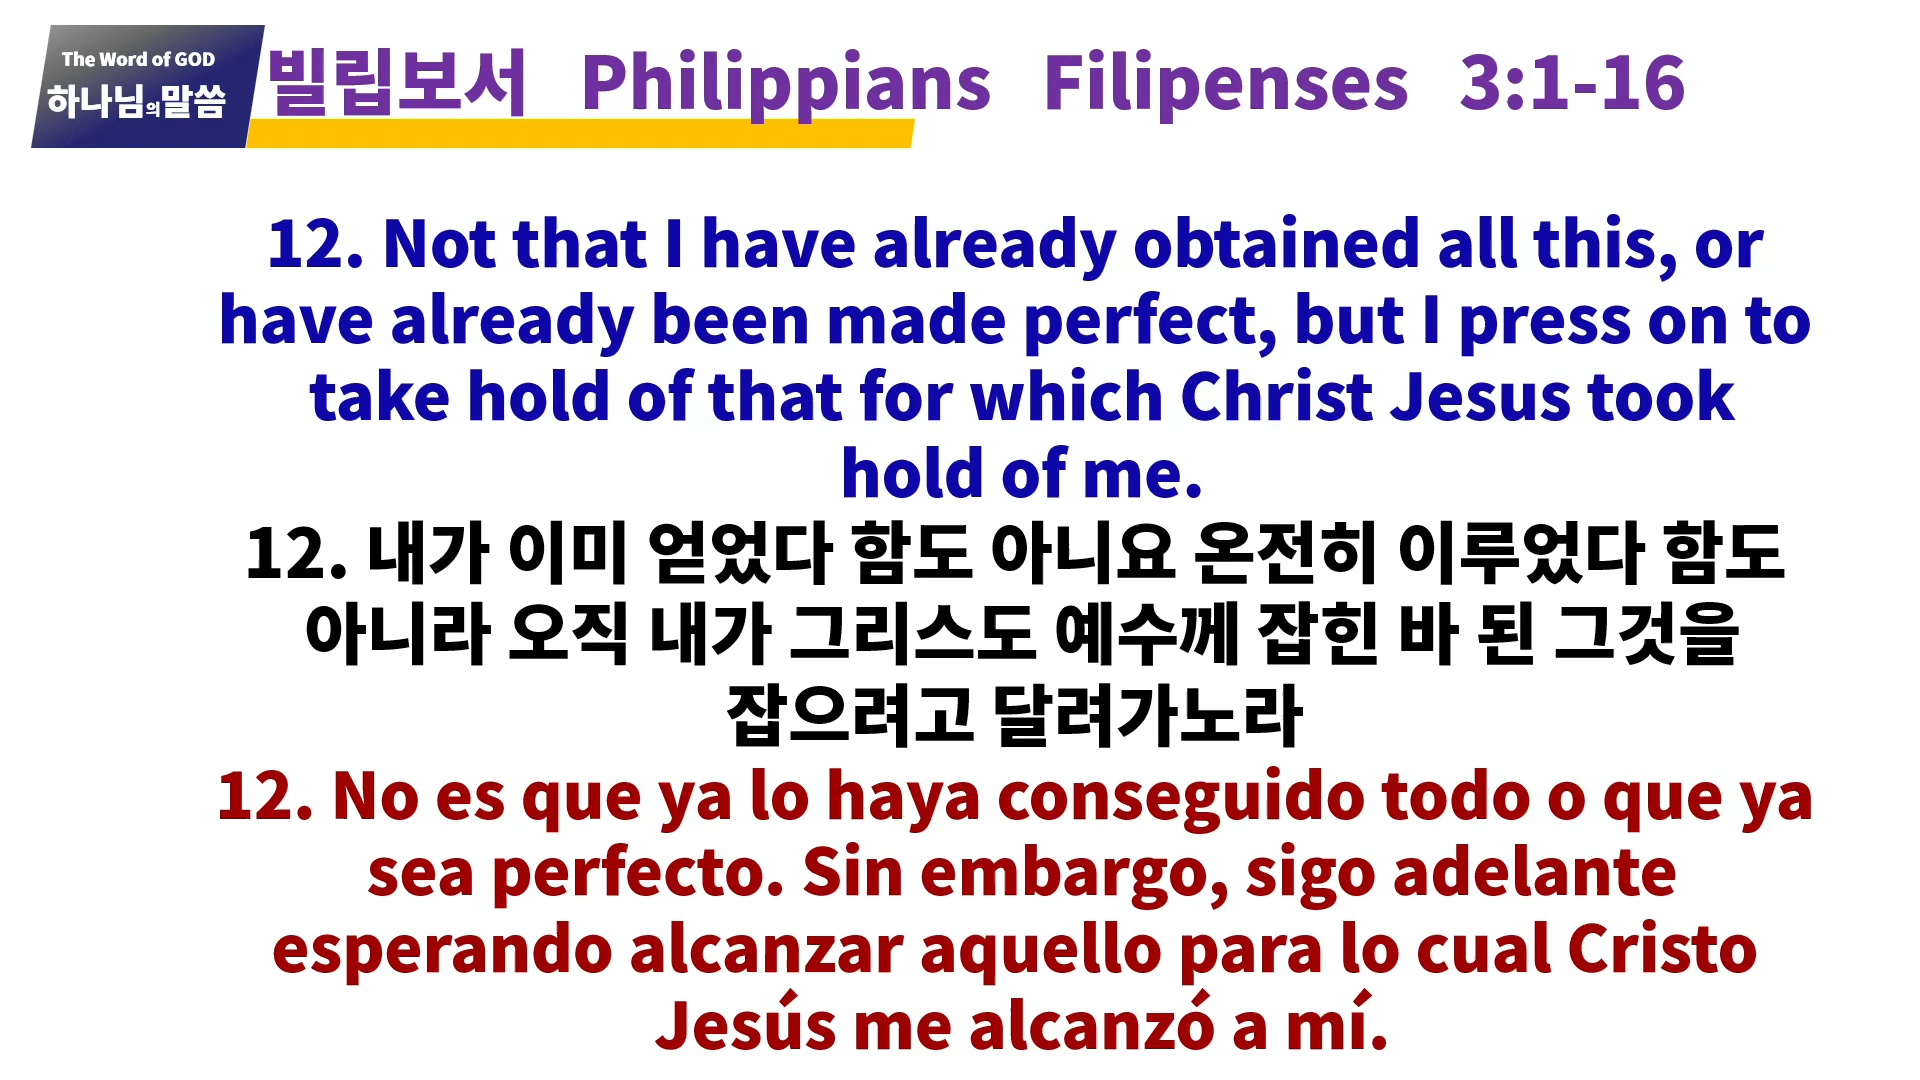 The Word of GOD
하나님의말씀
빌립보서 Philippians Filipenses 3:1-16
12. Not that I have already obtained all this, or
have already been made perfect, but I press on to
take hold of that for which Christ Jesus took
hold of me.
12. 내가 이미 얻었다 함도 아니요 온전히 이루었다 함도
아니라 오직 내가 그리스도 예수께 잡힌 바 된 그것을
잡으려고 달려가노라
12. No es que ya lo haya conseguido todo o que ya
sea perfecto. Sin embargo, sigo adelante
esperando alcanzar aquello para lo cual Cristo
Jesús me alcanzó a mí.